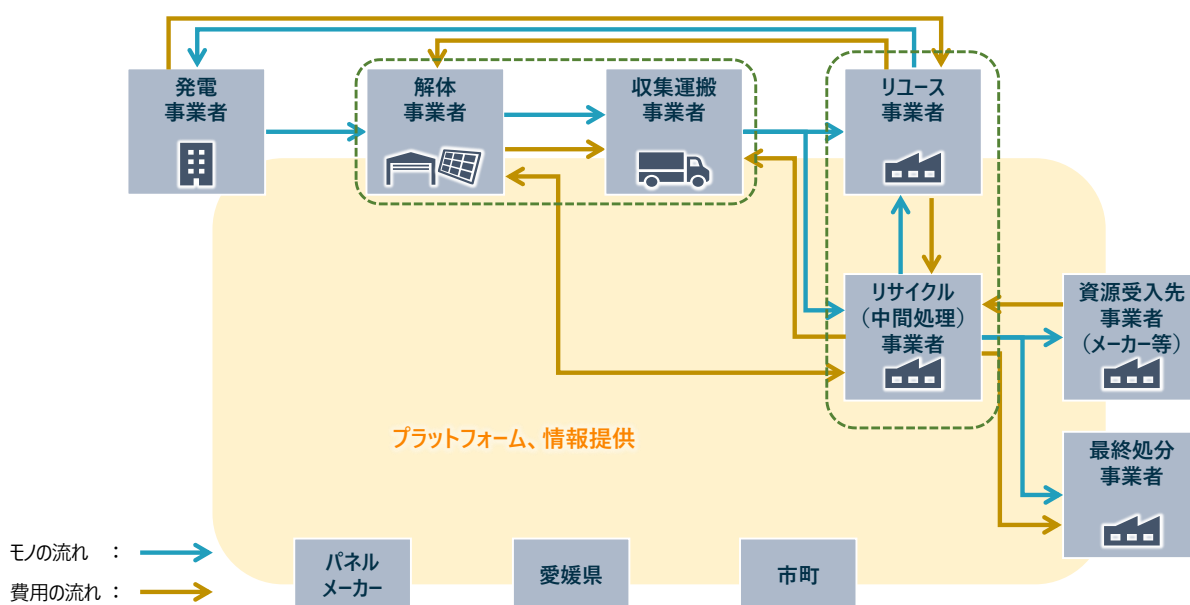 発電
事業者
解体
事業者
収集運搬
事業者
リユース
事業者
リサイクル
（中間処理）
事業者
資源受入先
事業者
（メーカー等）
プラットフォーム、情報提供
最終処分
事業者
モノの流れ　：
費用の流れ：
パネル
メーカー
愛媛県
市町